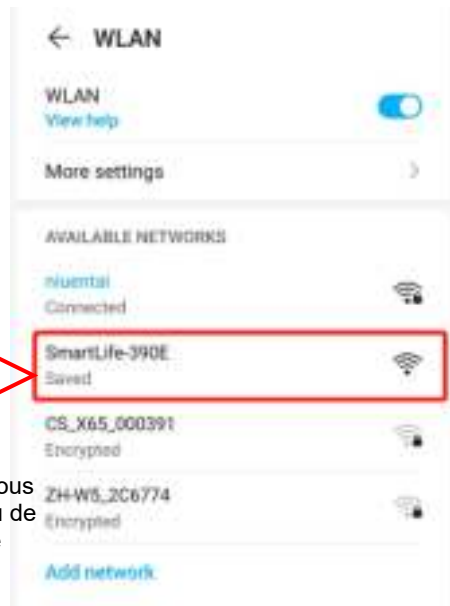 ← WLAN
WLAN
View help
More settings
AVAILABLE NETWORKS
niuentai
Connected
SmartLife-390E
Saved
CS_X65_000391
Encrypted
ous
ZH-W5_2C6774
de
Encrypted
Add network